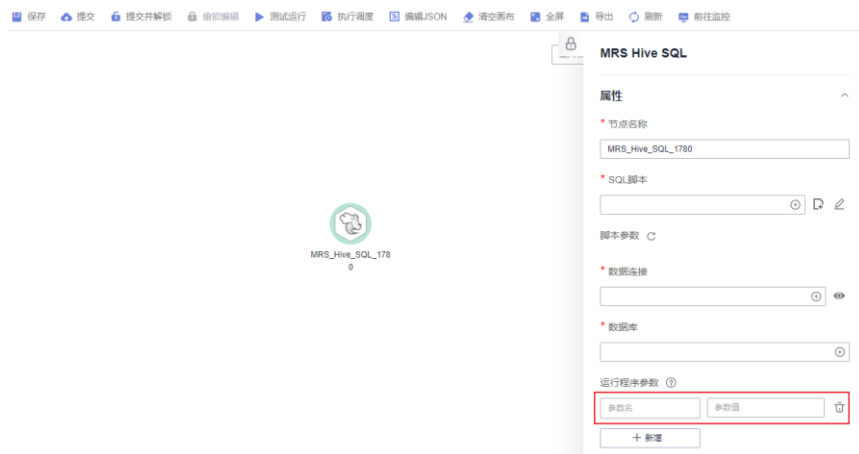 保存 提交 提交并解锁 偷锁编辑 测试运行 执行调度 编辑JSON 清空画布 全屏 导出 刷新 前往监控
MRS Hive SQL
属性
* 节点名称
MRS_Hive_SQL_1780
* SQL脚本
脚本参数
MRS_Hive_SQL_178
0
* 数据连接
* 数据库
运行程序参数
参数名 参数值
+ 新增